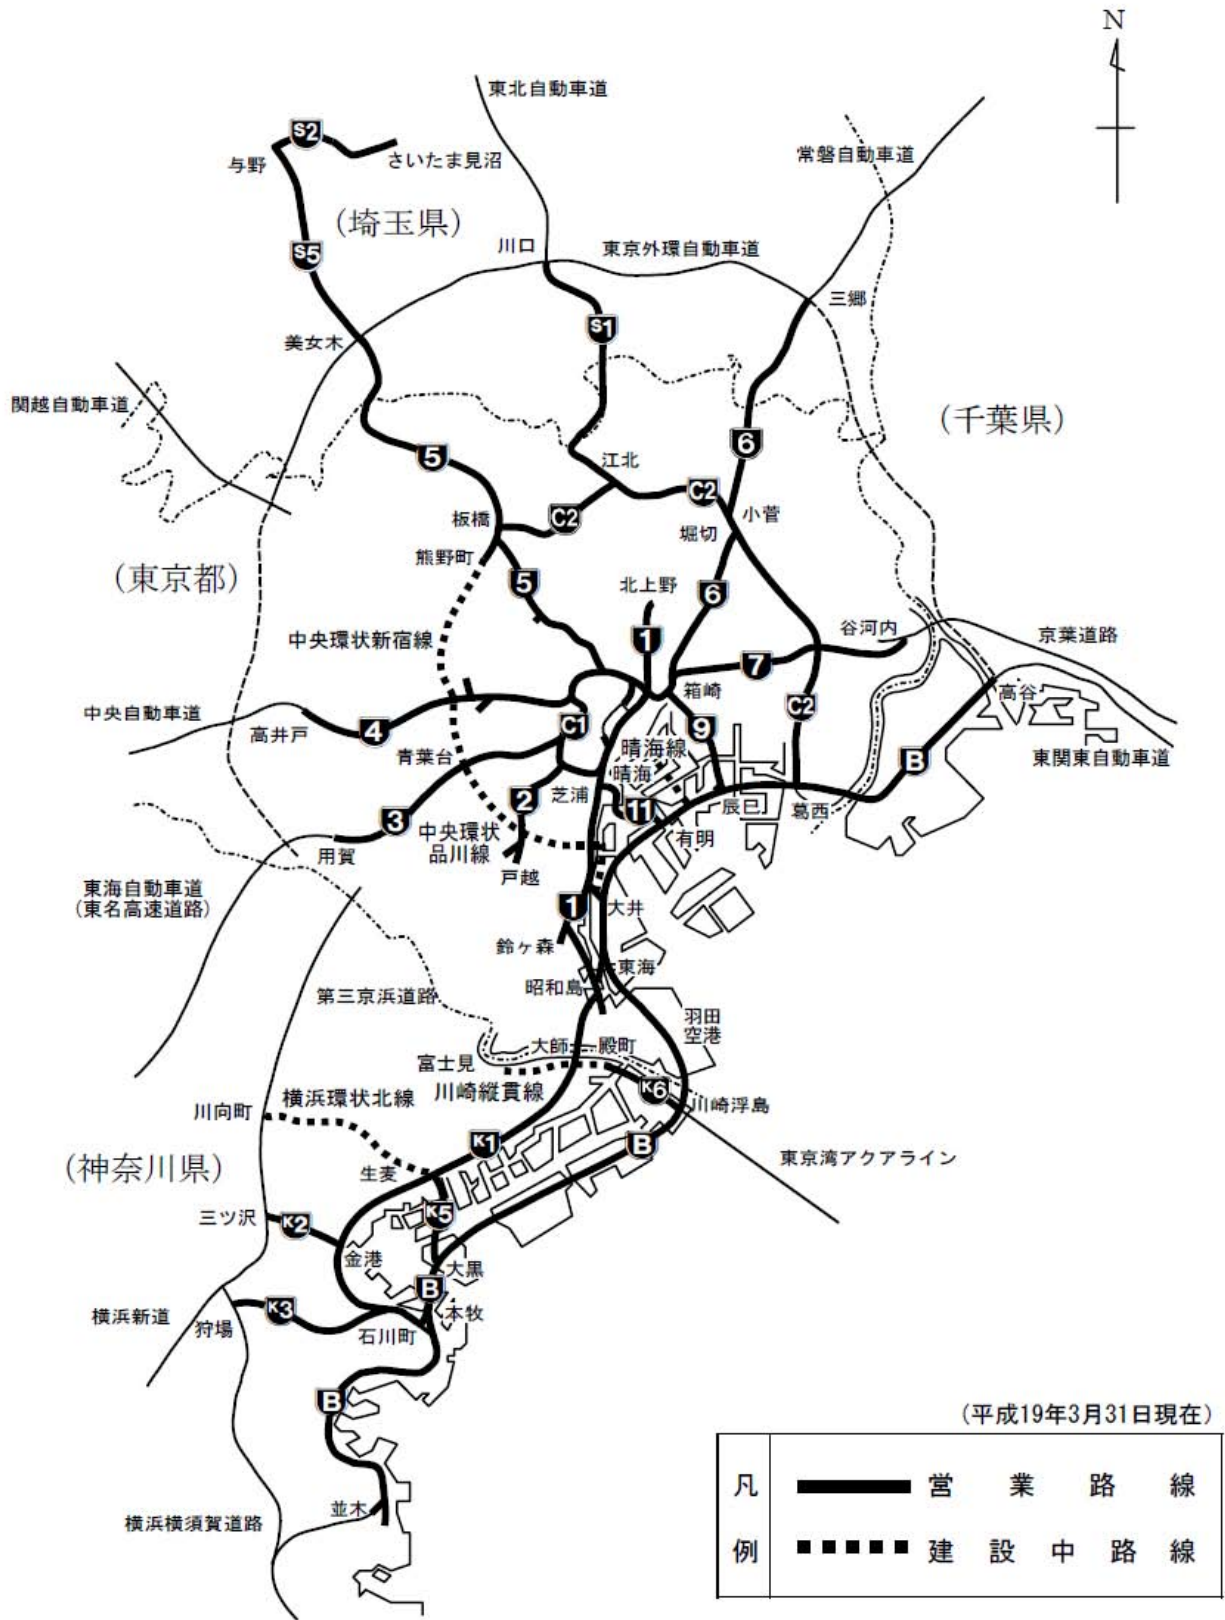 N
東北自動車道
S2
与野
さいたま見沼
常磐自動車道
(埼玉県)
川口
東京外環自動車道
S5
三郷
S1
美女木
関越自動車道
(千葉県)
6
5
江北
C2
C2
小菅
板橋
堀切
熊野町
(東京都)
5
北上野
6
谷河内
京葉道路
中央環状新宿線
1
7
箱崎
高谷
中央自動車道
高井戸
4
C1
9
C2
青葉台
晴海線
東関東自動車道
B
晴海
芝浦
2
11
辰巳
葛西
3
中央環状
品川線
有明
用賀
戸越
東海自動車道
(東名高速道路)
1
大井
鈴ヶ森
東海
昭和島
第三京浜道路
羽田
空港
大師
殿町
富士見
K6
川崎縦貫線
川崎浮島
横浜環状北線
川向町
K1
B
東京湾アクアライン
(神奈川県)
生麦
三ツ沢
K2
K5
金港
大黒
B
横浜新道
K3
狩場
本牧
石川町
B
(平成19年3月31日現在)
凡例
営業路線
建設中路線
並木
横浜横須賀道路